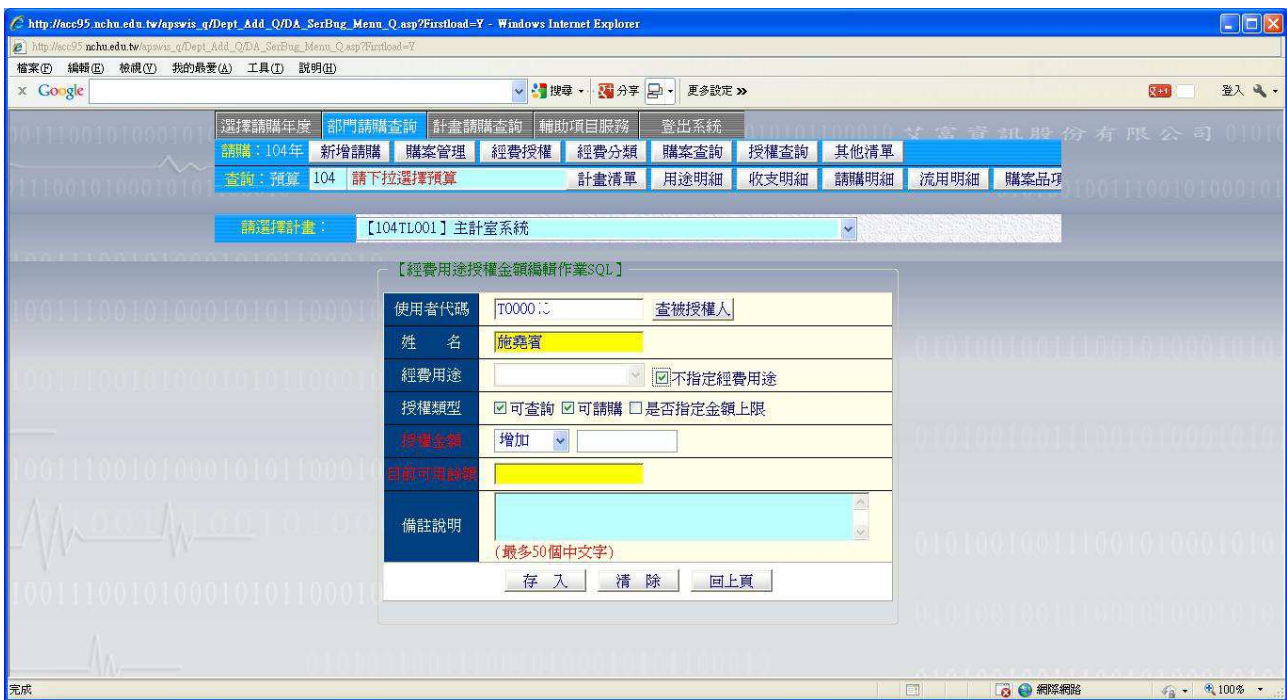 http://acc95.nchu.edu.tw/apswis_q/Dept_Add_Q/DA_SerBug_Menu_Q.asp?Firstload=Y - Windows Internet Explorer
http://acc95.nchu.edu.tw/apswis_q/Dept_Add_Q/DA_SerBug_Menu_Q.asp?Firstload=Y
檔案(F) 編輯(E) 檢視(V) 我的最愛(A) 工具(T) 說明(H)
x Google 搜尋 分享 更多設定 » 登入
選擇請購年度 部門請購查詢 計畫請購查詢 輔助項目服務 登出系統
艾富資訊股份有限公司
請購：104年 新增請購 購案管理 經費授權 經費分類 購案查詢 授權查詢 其他清單
查詢：預算 104 請下拉選擇預算 計畫清單 用途明細 收支明細 請購明細 流用明細 購案品項
請選擇計畫： 【104TL001】主計室系統
【經費用途授權金額編輯作業SQL】
使用者代碼 T0000 查被授權人
姓 名 施堯賓
經費用途 不指定經費用途
授權類型 可查詢 可請購 是否指定金額上限
授權金額 增加
目前可用餘額
備註說明
(最多50個中文字)
存 入 清 除 回上頁
完成 網際網路 100%